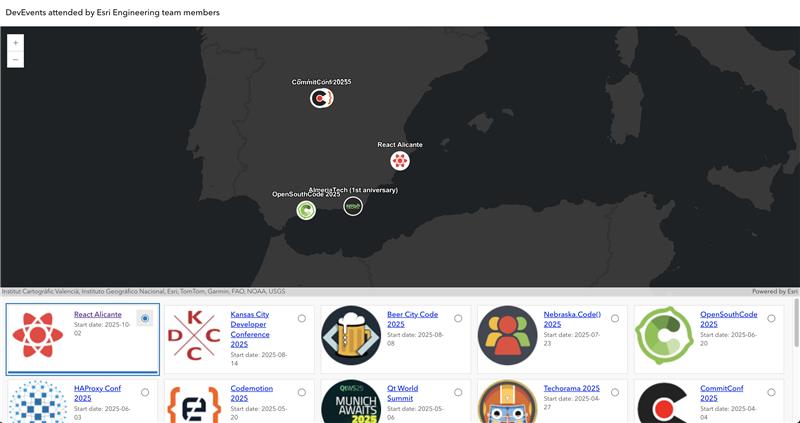 DevEvents attended by Esri Engineering team members
+
−
CommitConf 2025
React Alicante
AlmeriaTech (1st aniversary)
OpenSouthCode 2025
Institut Cartogràfic Valencià, Instituto Geográfico Nacional, Esri, TomTom, Garmin, FAO, NOAA, USGS
Powered by Esri
React Alicante
Start date: 2025-10-
02
K
D C
C
Kansas City
Developer
Conference
2025
Start date: 2025-08-
14
Beer City Code
2025
Start date: 2025-08-
08
Nebraska.Code()
2025
Start date: 2025-07-
23
OpenSouthCode
2025
Start date: 2025-06-
20
HAProxy Conf
2025
Start date: 2025-06-
03
Codemotion
2025
Start date: 2025-05-
20
QtWS25
MUNICH
AWAITS
2025
Qt World
Summit
Start date: 2025-05-
06
Techorama 2025
Start date: 2025-04-
27
CommitConf
2025
Start date: 2025-04-
04